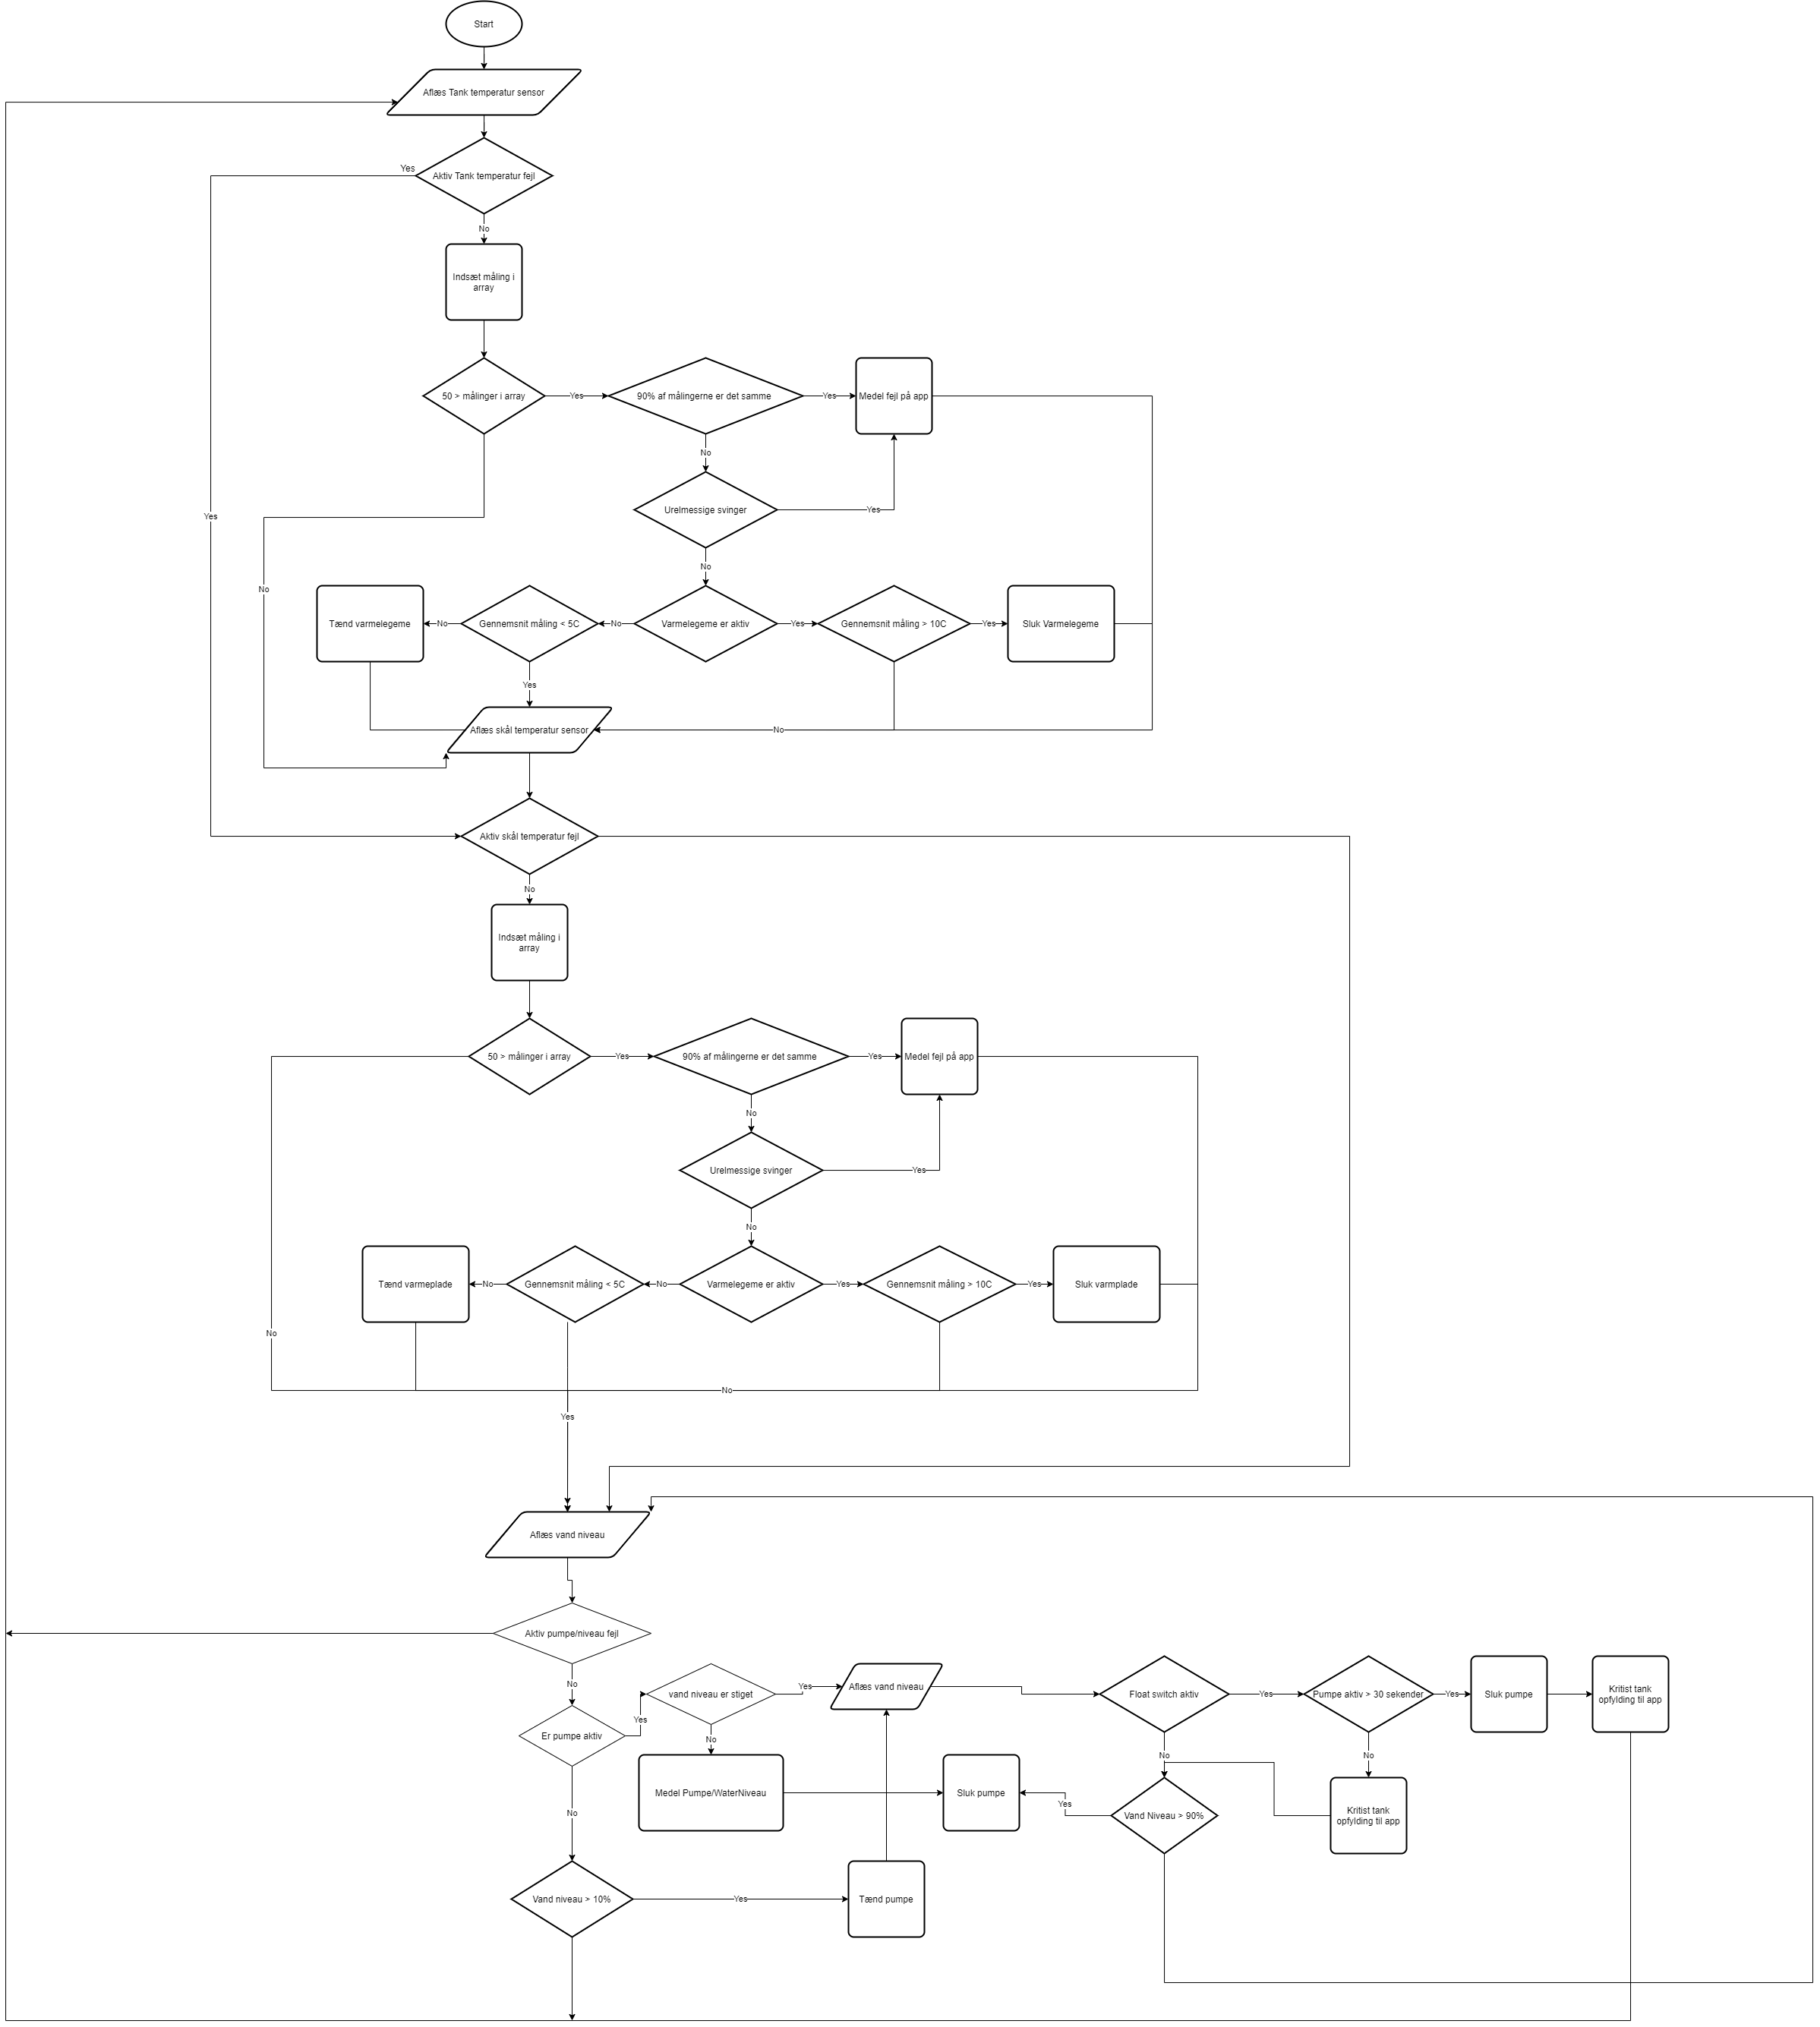 Start
Aflæs Tank temperatur sensor
Yes
Aktiv Tank temperatur fejl
No
Indsæt måling i
array
50 > målinger i array
Yes
90% af målingerne er det samme
Yes
Medel fejl på app
No
Urelmessige svinger
Yes
Yes
No
No
Tænd varmelegeme
No
Gennemsnit måling < 5C
No
Varmelegeme er aktiv
Yes
Gennemsnit måling > 10C
Yes
Sluk Varmelegeme
Yes
Aflæs skål temperatur sensor
No
Aktiv skål temperatur fejl
No
Indsæt måling i
array
50 > målinger i array
Yes
90% af målingerne er det samme
Yes
Medel fejl på app
No
Urelmessige svinger
Yes
No
Tænd varmeplade
No
Gennemsnit måling < 5C
No
Varmelegeme er aktiv
Yes
Gennemsnit måling > 10C
Yes
Sluk varmplade
No
No
Yes
Aflæs vand niveau
Aktiv pumpe/niveau fejl
No
Er pumpe aktiv
Yes
vand niveau er stiget
Yes
Aflæs vand niveau
Float switch aktiv
Yes
Pumpe aktiv > 30 sekender
Yes
Sluk pumpe
Kritist tank
opfylding til app
No
No
No
Medel Pumpe/WaterNiveau
Sluk pumpe
Yes
Vand Niveau > 90%
Kritist tank
opfylding til app
No
Vand niveau > 10%
Yes
Tænd pumpe